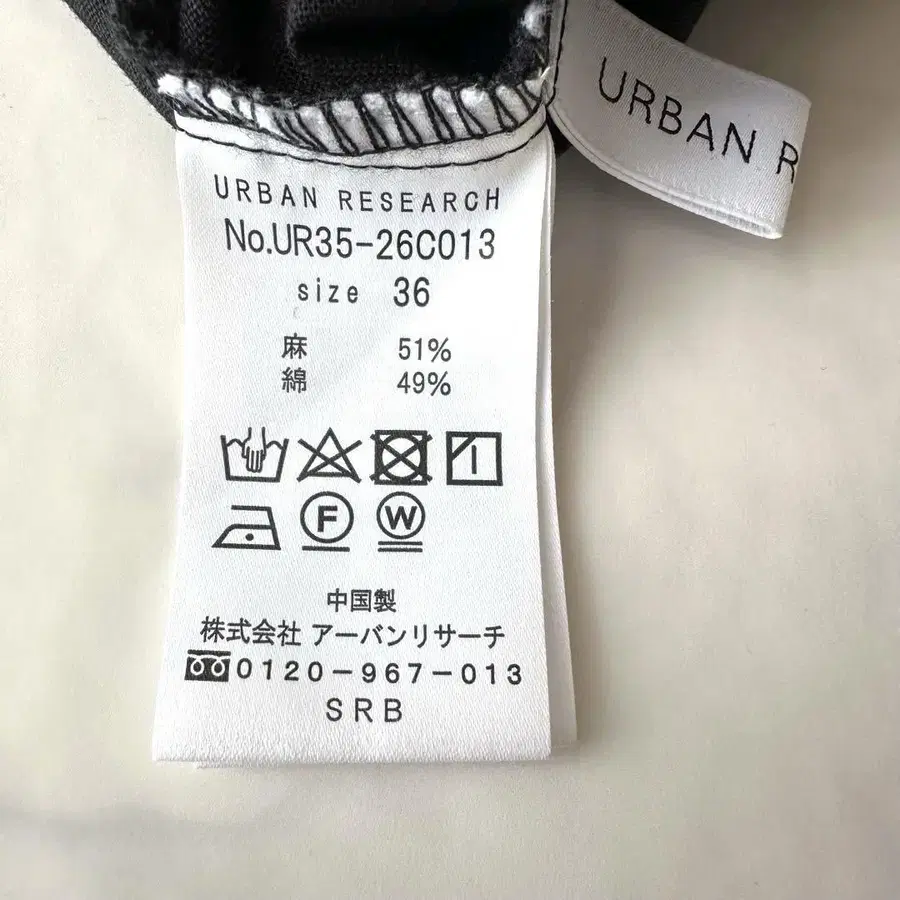 URBAN R
URBAN RESEARCH
No.UR35-26C013
size 36
麻 51%
綿 49%
F W
中国製
株式会社 アーバンリサーチ
0120-967-013
SRB